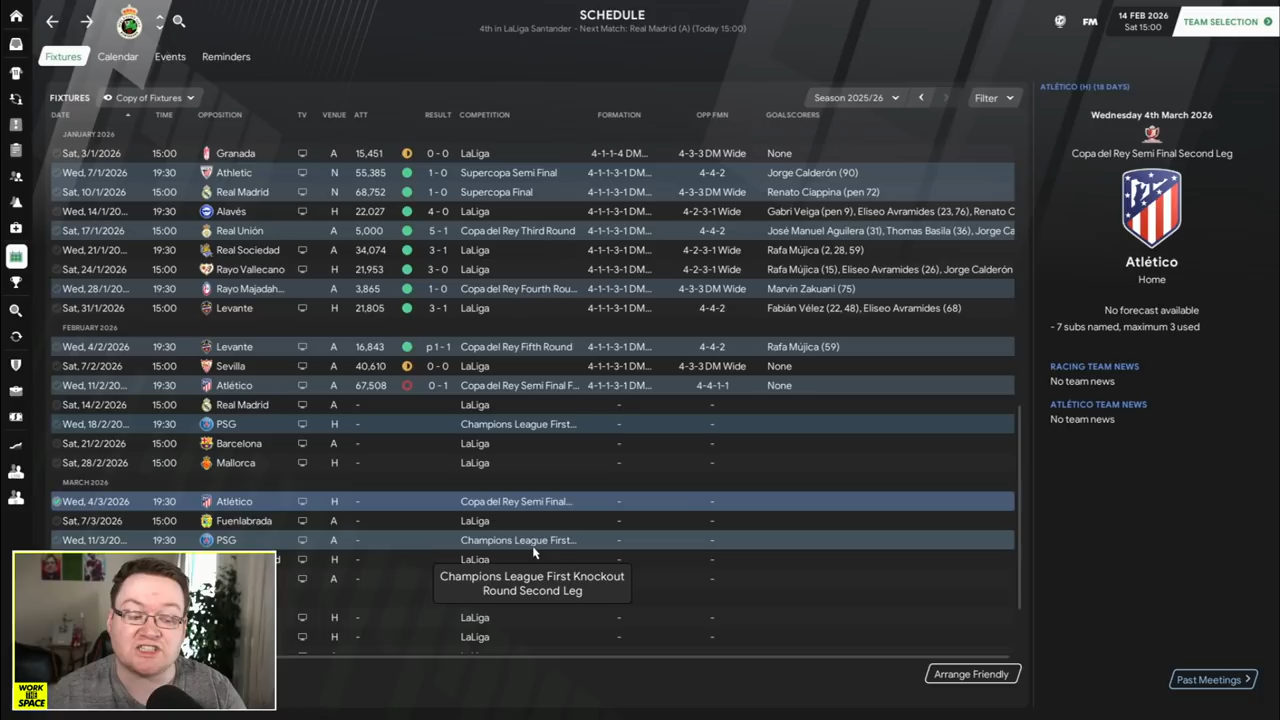 SCHEDULE
4th in LaLiga Santander - Next Match: Real Madrid (A) (Today 15:00)
FM
14 FEB 2026
Sat 15:00
TEAM SELECTION
Fixtures Calendar Events Reminders
FIXTURES Copy of Fixtures Season 2025/26 Filter
DATE TIME OPPOSITION TV VENUE ATT RESULT COMPETITION FORMATION OPP FMN GOALSCORERS
JANUARY 2026
Sat, 3/1/2026 15:00 Granada A 15,451 0 - 0 LaLiga 4-1-1-4 DM... 4-3-3 DM Wide None
Wed, 7/1/20... 19:30 Athletic N 55,385 1 - 0 Supercopa Semi Final 4-1-1-3-1 DM... 4-4-2 Jorge Calderón (90)
Sat, 10/1/2026 15:00 Real Madrid N 68,752 1 - 0 Supercopa Final 4-1-1-3-1 DM... 4-3-3 DM Wide Renato Ciappina (pen 72)
Wed, 14/1/20... 19:30 Alavés H 22,027 4 - 0 LaLiga 4-1-1-3-1 DM... 4-2-3-1 Wide Gabri Veiga (pen 9), Eliseo Avramides (23, 76), Renato C
Sat, 17/1/2026 15:00 Real Unión A 5,000 5 - 1 Copa del Rey Third Round 4-1-1-3-1 DM... 4-4-2 José Manuel Aguilera (31), Thomas Basila (36), Jorge Ca
Wed, 21/1/20... 19:30 Real Sociedad A 34,074 3 - 1 LaLiga 4-1-1-3-1 DM... 4-2-3-1 Wide Rafa Mújica (2, 28, 59)
Sat, 24/1/2026 15:00 Rayo Vallecano H 21,953 3 - 0 LaLiga 4-1-1-3-1 DM... 4-2-3-1 Wide Rafa Mújica (15), Eliseo Avramides (26), Jorge Calderón
Wed, 28/1/20... 19:30 Rayo Majadah... A 3,865 1 - 0 Copa del Rey Fourth Rou... 4-1-1-3-1 DM... 4-3-3 DM Wide Marvin Zakuani (75)
Sat, 31/1/2026 15:00 Levante H 21,805 3 - 1 LaLiga 4-1-1-3-1 DM... 4-4-2 Fabián Vélez (22, 48), Eliseo Avramides (68)
FEBRUARY 2026
Wed, 4/2/2026 19:30 Levante A 16,843 p 1 - 1 Copa del Rey Fifth Round 4-1-1-3-1 DM... 4-4-2 Rafa Mújica (59)
Sat, 7/2/2026 15:00 Sevilla A 40,610 0 - 0 LaLiga 4-1-1-3-1 DM... 4-3-3 DM Wide None
Wed, 11/2/20... 19:30 Atlético A 67,508 0 - 1 Copa del Rey Semi Final F... 4-1-1-3-1 DM... 4-4-1-1 None
Sat, 14/2/2026 15:00 Real Madrid A - LaLiga - -
Wed, 18/2/20... 19:30 PSG H - Champions League First... - -
Sat, 21/2/2026 15:00 Barcelona A - LaLiga - -
Sat, 28/2/2026 15:00 Mallorca H - LaLiga - -
MARCH 2026
Wed, 4/3/2026 19:30 Atlético H - Copa del Rey Semi Final... - -
Sat, 7/3/2026 15:00 Fuenlabrada A - LaLiga - -
Wed, 11/3/2026 19:30 PSG A - Champions League First... - -
H - LaLiga - -
A - - -
Champions League First Knockout
Round Second Leg
H - LaLiga - -
H - LaLiga - -
Arrange Friendly
ATLÉTICO (H) (18 DAYS)
Wednesday 4th March 2026
Copa del Rey Semi Final Second Leg
Atlético
Home
No forecast available
- 7 subs named, maximum 3 used
RACING TEAM NEWS
No team news
ATLÉTICO TEAM NEWS
No team news
Past Meetings
WORK
THE
SPACE